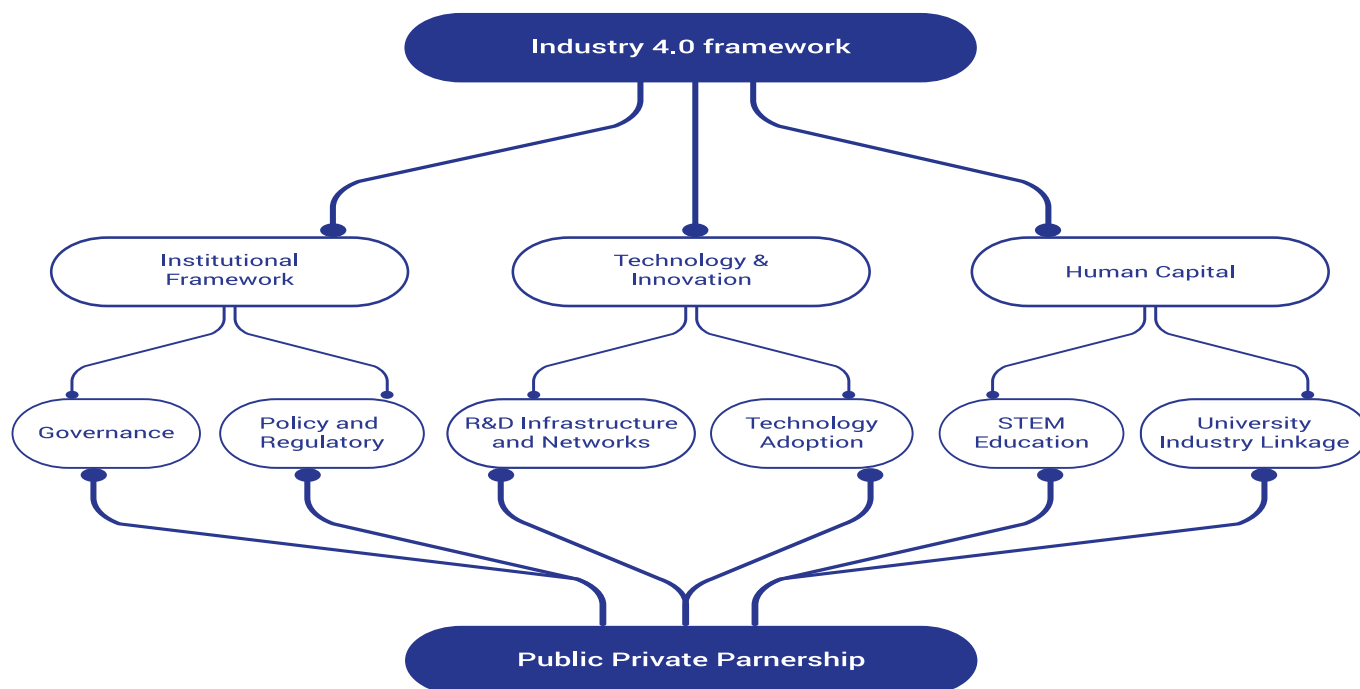 Industry 4.0 framework
Institutional
Framework
Technology &
Innovation
Human Capital
Governance
Policy and
Regulatory
R&D Infrastructure
and Networks
Technology
Adoption
STEM
Education
University
Industry Linkage
Public Private Parnership